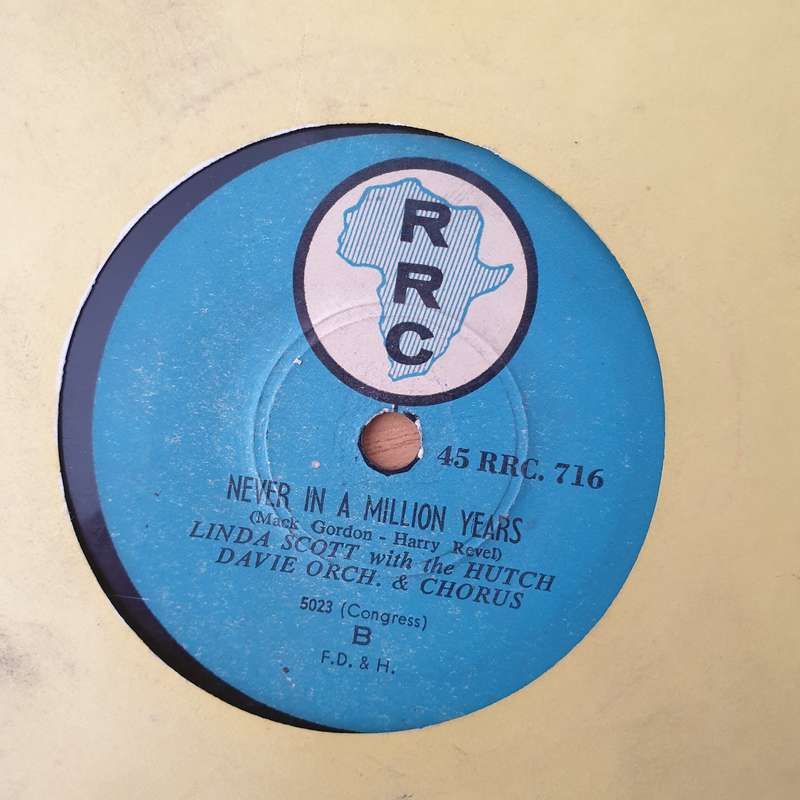 R
R
C
45 RRC. 716
NEVER IN A MILLION YEARS
(Mack Gordon - Harry Revel)
LINDA SCOTT with the HUTCH
DAVIE ORCH. & CHORUS
5023 (Congress)
B
F.D. & H.